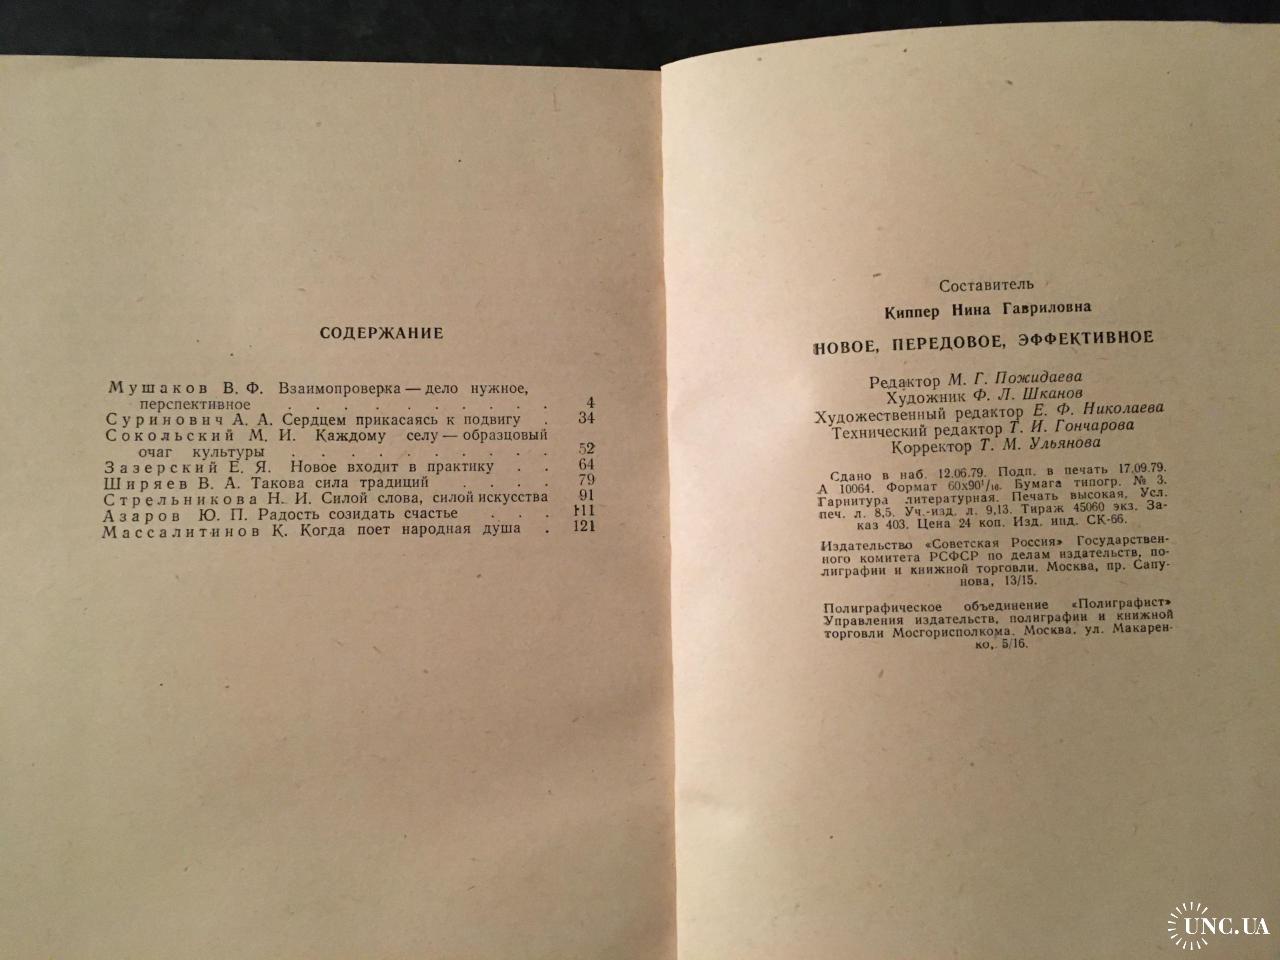 СОДЕРЖАНИЕ
Мушаков В. Ф. Взаимопроверка — дело нужное,
перспективное . . . . . . . . . . 4
Суринович А. А. Сердцем прикасаясь к подвигу . 34
Сокольский М. И. Каждому селу — образцовый
очаг культуры . . . . . . . . . 52
Зазерский Е. Я. Новое входит в практику . . 64
Ширяев В. А. Такова сила традиций . . . . 79
Стрельникова Н. И. Силой слова, силой искусства 91
Азаров Ю. П. Радость созидать счастье . . . 111
Массалитинов К. Когда поет народная душа . 121
Составитель
Киппер Нина Гавриловна
НОВОЕ, ПЕРЕДОВОЕ, ЭФФЕКТИВНОЕ
Редактор М. Г. Пожидаева
Художник Ф. Л. Шканов
Художественный редактор Е. Ф. Николаева
Технический редактор Т. И. Гончарова
Корректор Т. М. Ульянова
Сдано в наб. 12.06.79. Подп. в печать 17.09.79.
А 10064. Формат 60х90¹/₁₆. Бумага типогр. № 3.
Гарнитура литературная. Печать высокая. Усл.
печ. л. 8,5. Уч.-изд. л. 9,13. Тираж 45060 экз. За-
каз 403. Цена 24 коп. Изд. инд. СК-66.
Издательство «Советская Россия» Государствен-
ного комитета РСФСР по делам издательств, по-
лиграфии и книжной торговли. Москва, пр. Сапу-
нова, 13/15.
Полиграфическое объединение «Полиграфист»
Управления издательств, полиграфии и книжной
торговли Мосгорисполкома. Москва, ул. Макарен-
ко, 5/16.
UNC.UA